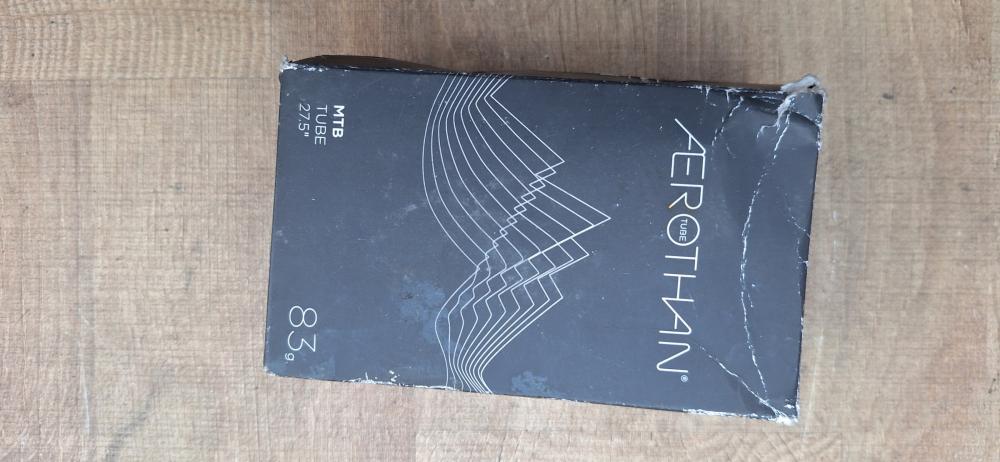 AEROTHAN®
TUBE
MTB
TUBE
27.5"
83g